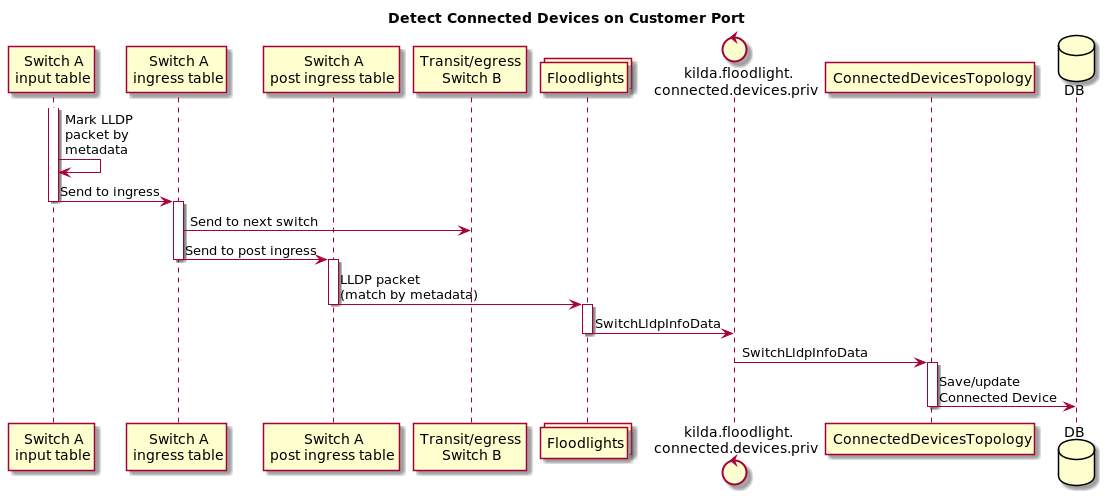 Detect Connected Devices on Customer Port
Switch A
input table
Switch A
ingress table
Switch A
post ingress table
Transit/egress
Switch B
Floodlights
kilda.floodlight.
connected.devices.priv
ConnectedDevicesTopology
DB
Mark LLDP
packet by
metadata
Send to ingress
Send to next switch
Send to post ingress
LLDP packet
(match by metadata)
SwitchLldpInfoData
SwitchLldpInfoData
Save/update
Connected Device
Switch A
input table
Switch A
ingress table
Switch A
post ingress table
Transit/egress
Switch B
Floodlights
kilda.floodlight.
connected.devices.priv
ConnectedDevicesTopology
DB